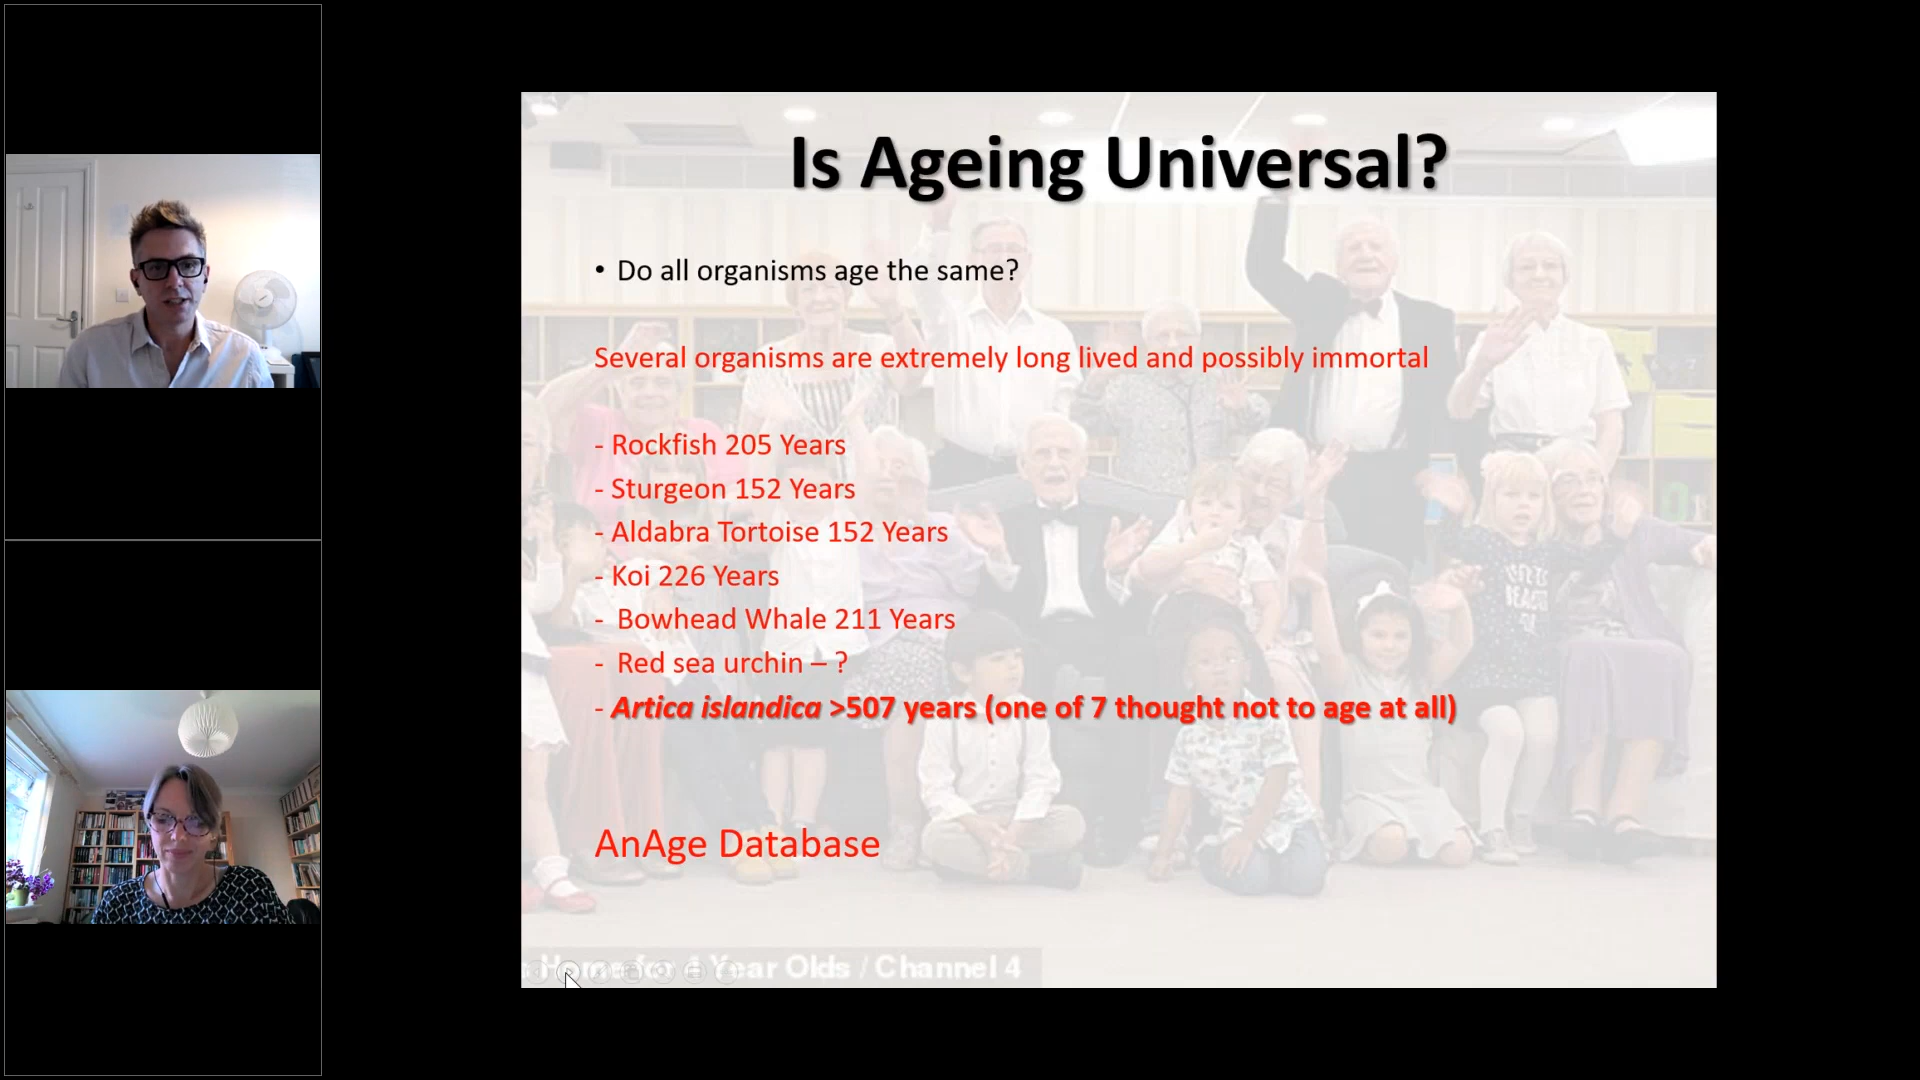 Is Ageing Universal?
• Do all organisms age the same?
Several organisms are extremely long lived and possibly immortal
- Rockfish 205 Years
- Sturgeon 152 Years
- Aldabra Tortoise 152 Years
- Koi 226 Years
- Bowhead Whale 211 Years
- Red sea urchin – ?
- Artica islandica >507 years (one of 7 thought not to age at all)
AnAge Database
Home for 4 Year Olds / Channel 4